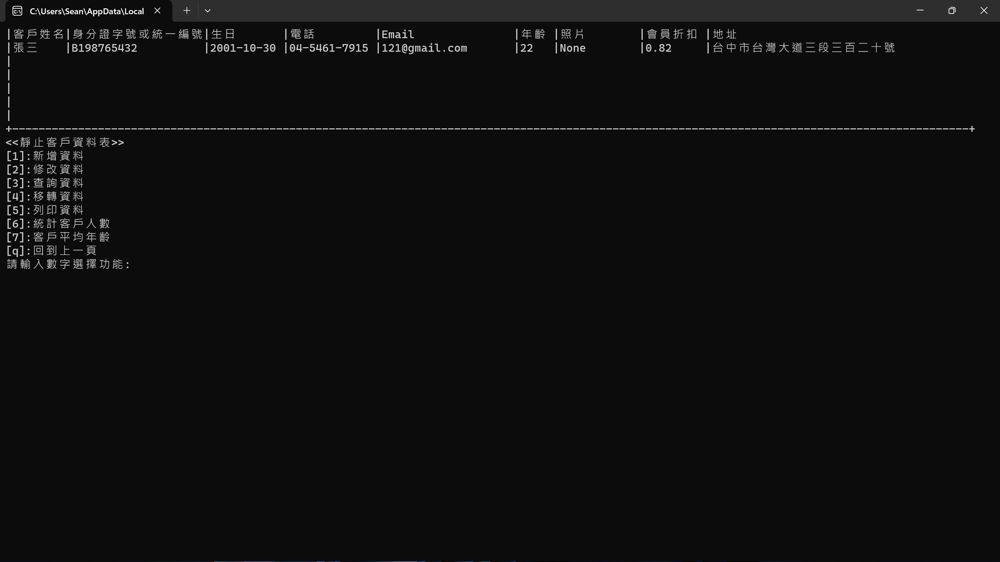 C:\Users\Sean\AppData\Local
|客戶姓名|身分證字號或統一編號|生日 |電話 |Email |年齡 |照片 |會員折扣 |地址
|張三 |B198765432 |2001-10-30 |04-5461-7915 |121@gmail.com |22 |None |0.82 |台中市台灣大道三段三百二十號
|
|
|
|
|
+--------------------------------------------------------------------------------------------------------------------------------------------------+
<<靜止客戶資料表>>
[1]:新增資料
[2]:修改資料
[3]:查詢資料
[4]:移轉資料
[5]:列印資料
[6]:統計客戶人數
[7]:客戶平均年齡
[q]:回到上一頁
請輸入數字選擇功能: